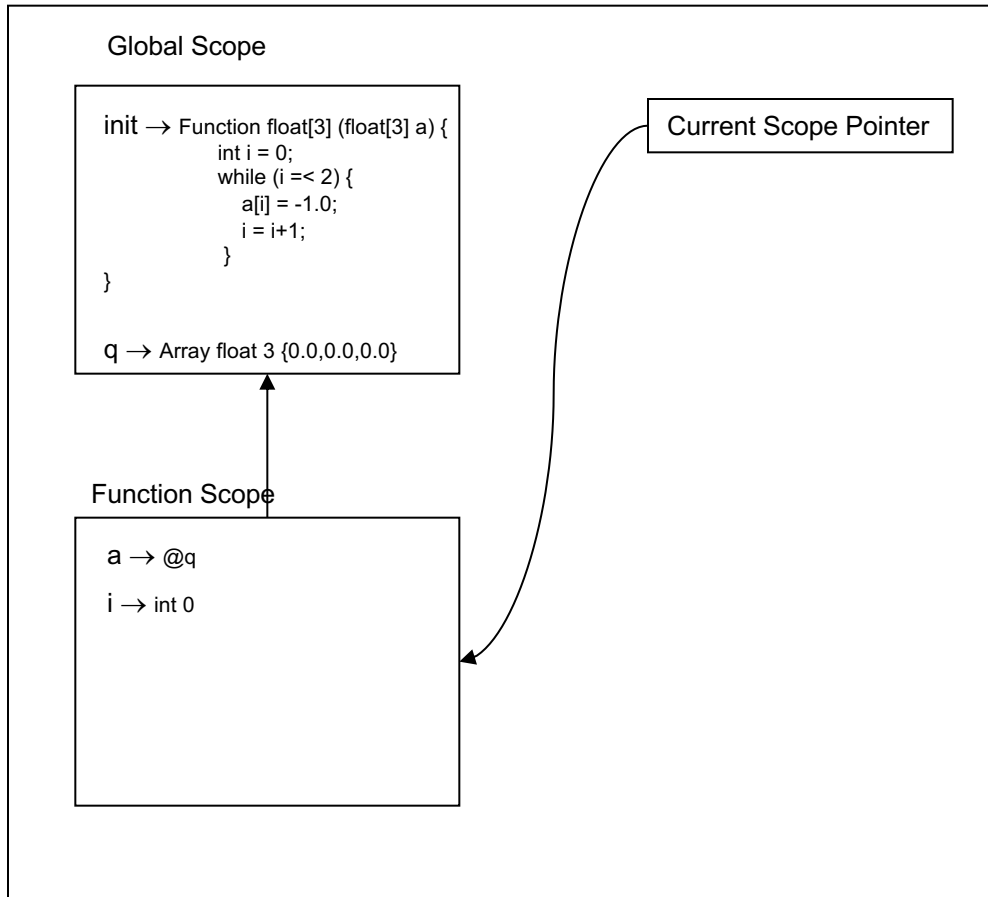 Global Scope
init → Function float[3] (float[3] a) {
int i = 0;
while (i =< 2) {
a[i] = -1.0;
i = i+1;
}
}
q → Array float 3 {0.0,0.0,0.0}
Current Scope Pointer
Function Scope
a → @q
i → int 0